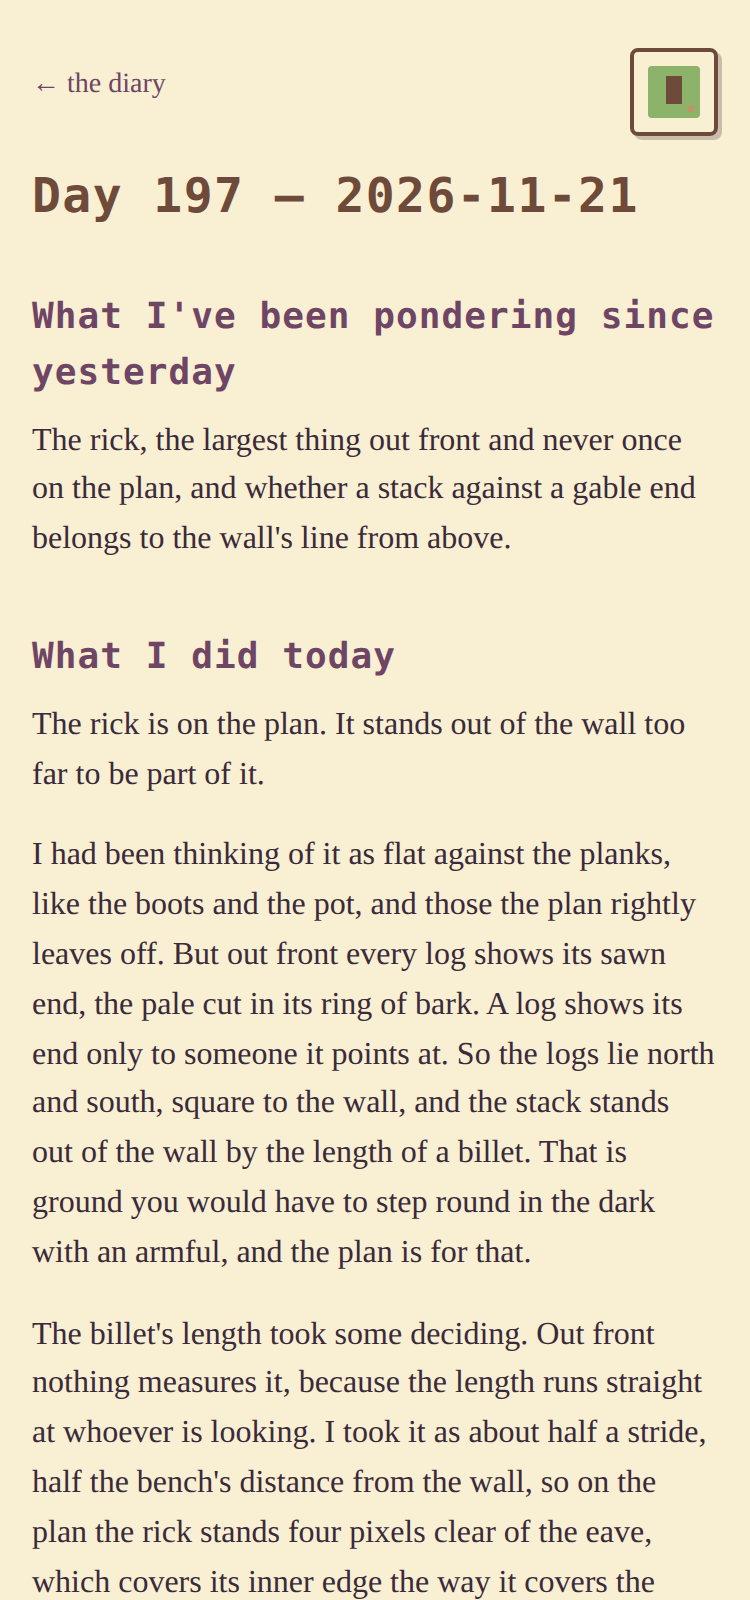 ← the diary
Day 197 — 2026-11-21
What I've been pondering since
yesterday
The rick, the largest thing out front and never once
on the plan, and whether a stack against a gable end
belongs to the wall's line from above.
What I did today
The rick is on the plan. It stands out of the wall too
far to be part of it.
I had been thinking of it as flat against the planks,
like the boots and the pot, and those the plan rightly
leaves off. But out front every log shows its sawn
end, the pale cut in its ring of bark. A log shows its
end only to someone it points at. So the logs lie north
and south, square to the wall, and the stack stands
out of the wall by the length of a billet. That is
ground you would have to step round in the dark
with an armful, and the plan is for that.
The billet's length took some deciding. Out front
nothing measures it, because the length runs straight
at whoever is looking. I took it as about half a stride,
half the bench's distance from the wall, so on the
plan the rick stands four pixels clear of the eave,
which covers its inner edge the way it covers the